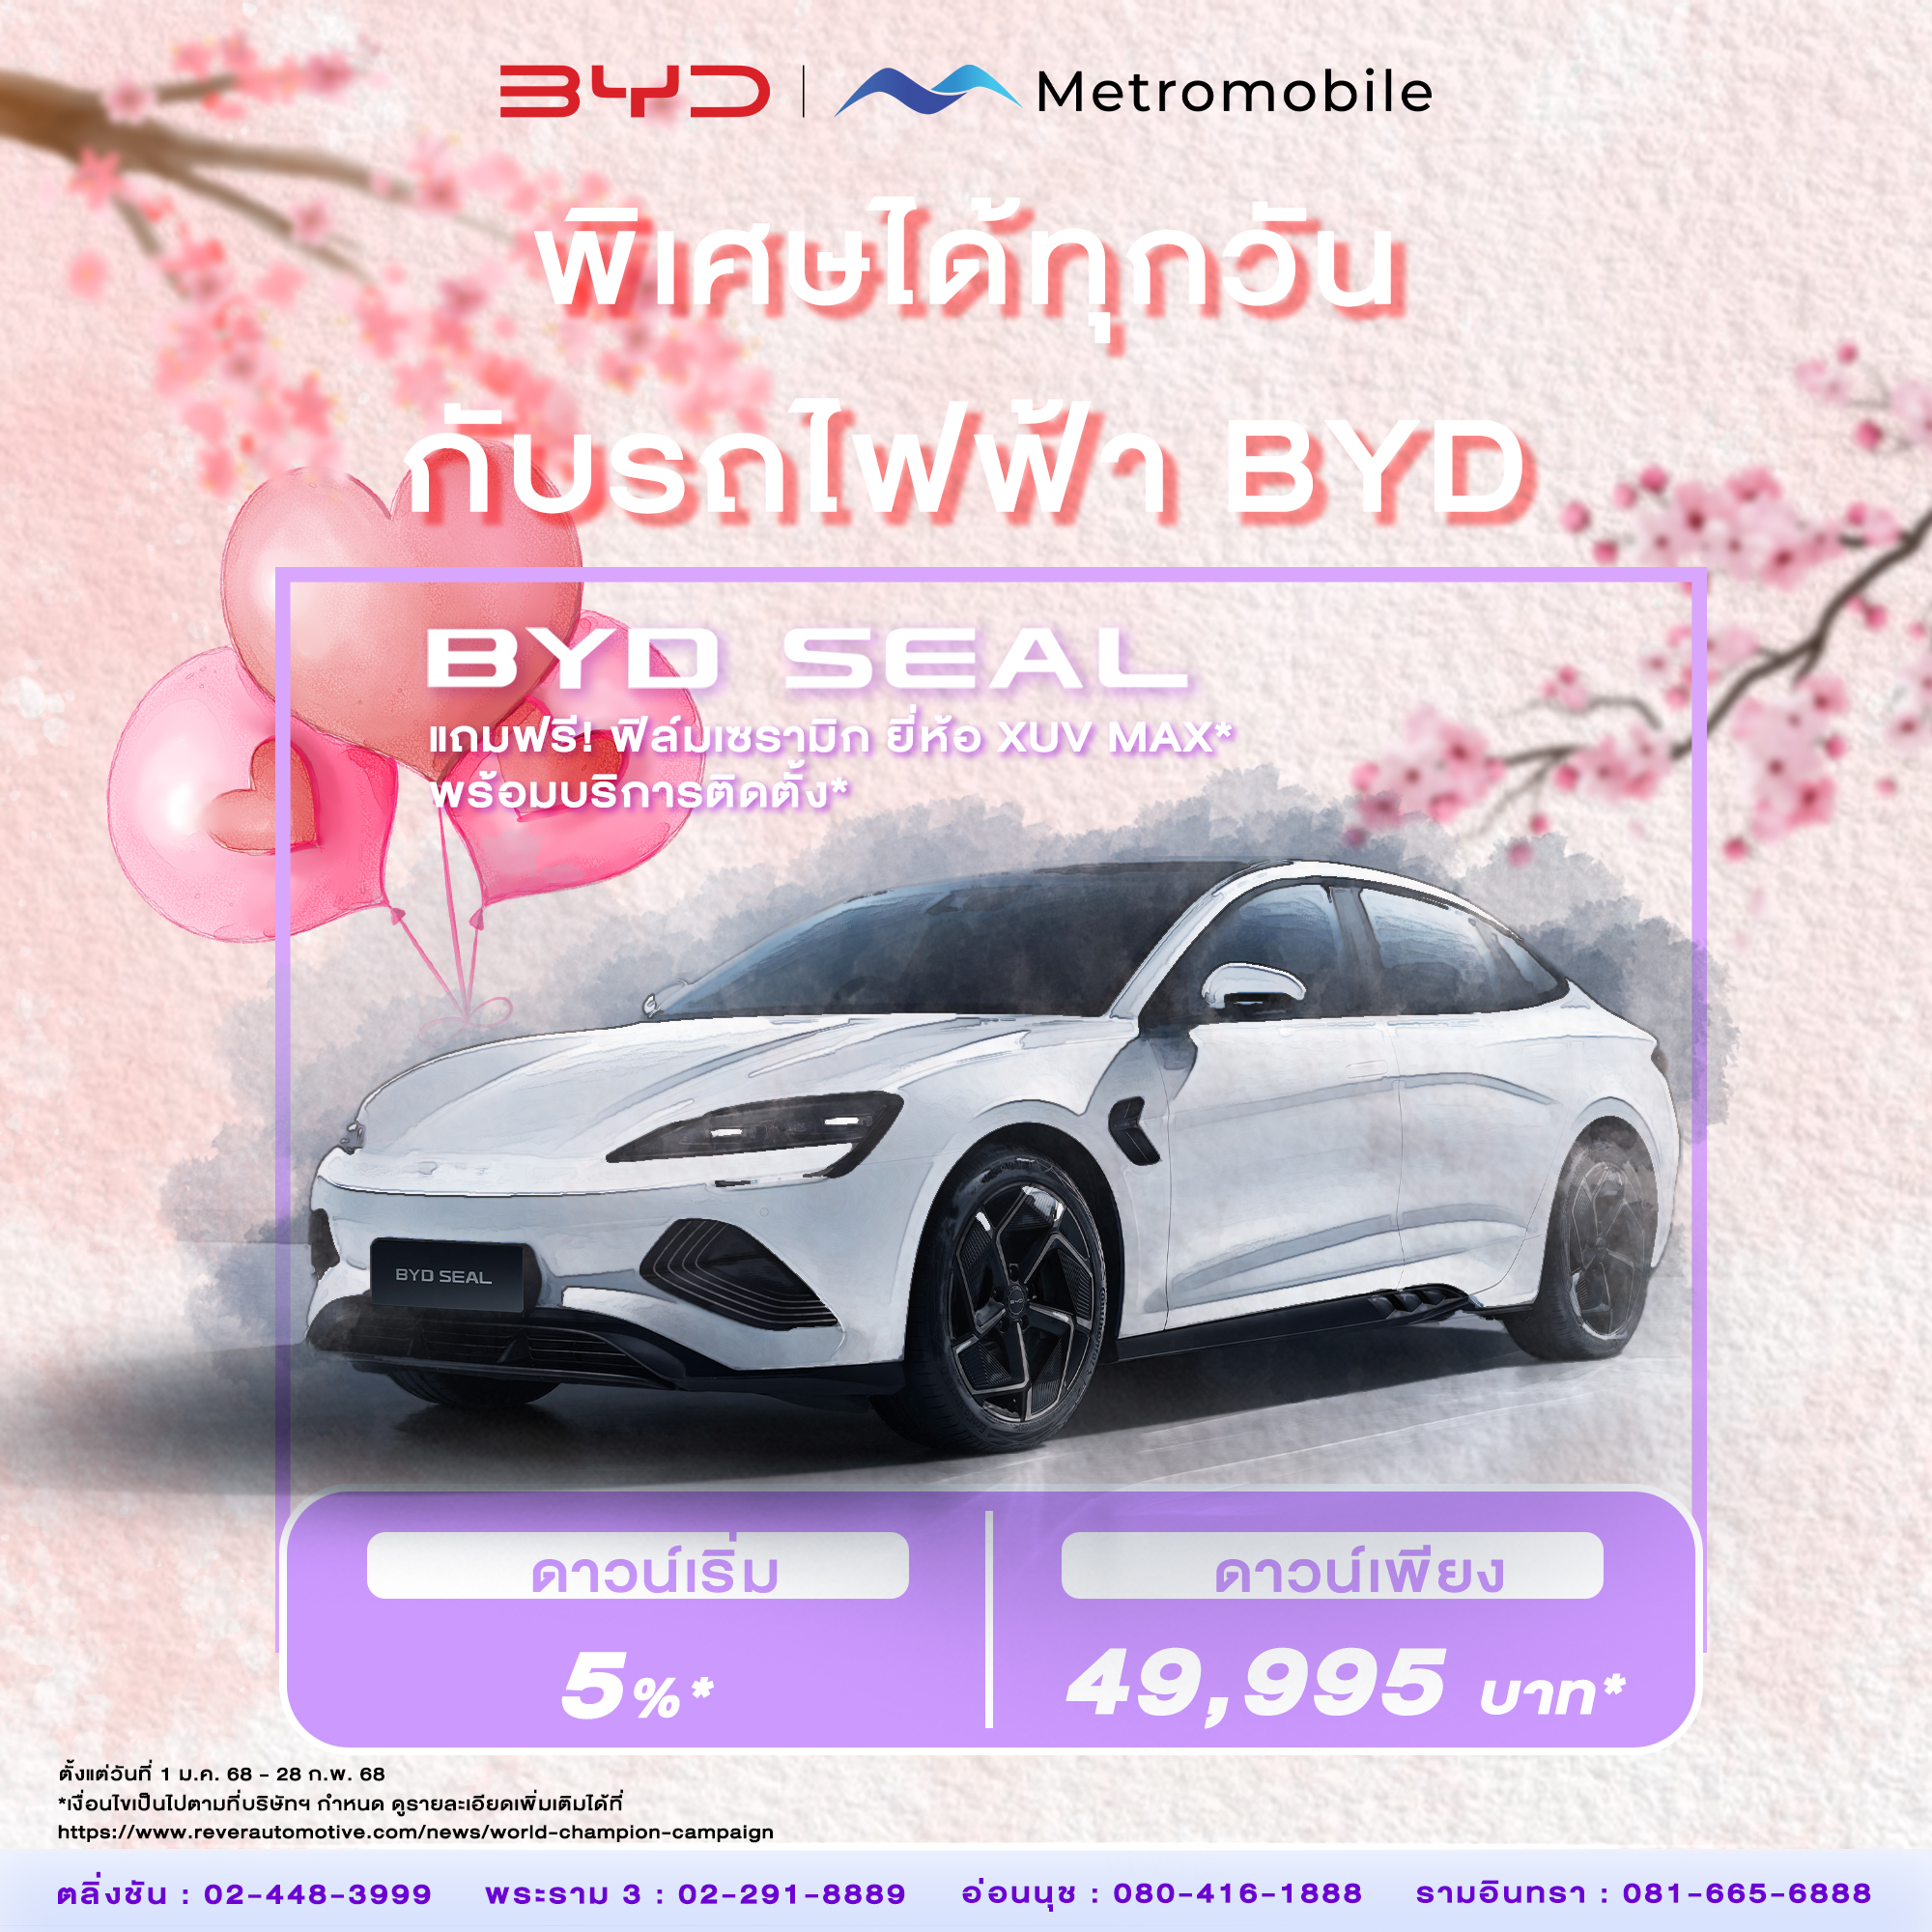 BYD | Metromobile
พิเศษได้ทุกวัน
กับรถไฟฟ้า BYD
BYD SEAL
แถมฟรี! ฟิล์มเซรามิก ยี่ห้อ XUV MAX*
พร้อมบริการติดตั้ง*
BYD SEAL
ดาวน์เริ่ม
5%*
ดาวน์เพียง
49,995 บาท*
ตั้งแต่วันที่ 1 ม.ค. 68 - 28 ก.พ. 68
*เงื่อนไขเป็นไปตามที่บริษัทฯ กำหนด ดูรายละเอียดเพิ่มเติมได้ที่
https://www.reverautomotive.com/news/world-champion-campaign
ตลิ่งชัน : 02-448-3999 พระราม 3 : 02-291-8889 อ่อนนุช : 080-416-1888 รามอินทรา : 081-665-6888